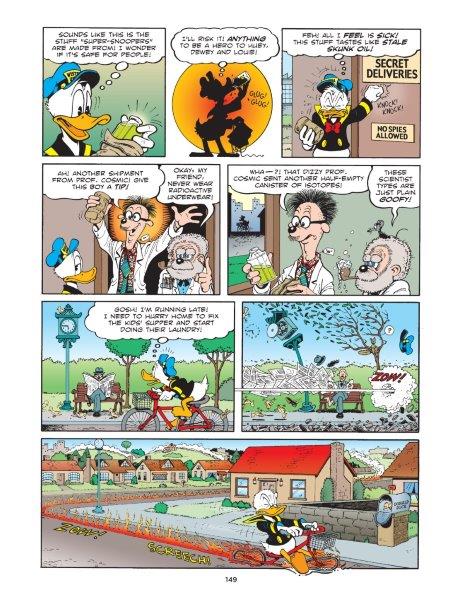 SOUNDS LIKE THIS IS THE
STUFF "SUPER-SNOOPERS"
ARE MADE FROM! I WONDER
IF IT'S SAFE FOR PEOPLE!
I'LL RISK IT! ANYTHING
TO BE A HERO TO HUEY,
DEWEY AND LOUIE!
GLUG!
GLUG!
FEH! ALL I FEEL IS SICK!
THIS STUFF TASTES LIKE STALE
SKUNK OIL!
SECRET
DELIVERIES
KNOCK!
KNOCK!
NO SPIES
ALLOWED
AH! ANOTHER SHIPMENT
FROM PROF. COSMIC! GIVE
THIS BOY A TIP!
OKAY. MY
FRIEND,
NEVER WEAR
RADIOACTIVE
UNDERWEAR!
WHA—?! THAT DIZZY PROF.
COSMIC SENT ANOTHER HALF-EMPTY
CANISTER OF ISOTOPES!
THESE
SCIENTIST
TYPES ARE
JUST PLAIN
GOOFY!
GOSH! I'M RUNNING LATE!
I NEED TO HURRY HOME TO FIX
THE KIDS' SUPPER AND START
DOING THEIR LAUNDRY!
?
ZOW!
SCREECH!
149